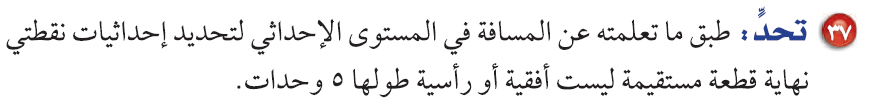 ٣٧ تحدٍّ: طبق ما تعلمته عن المسافة في المستوى الإحداثي لتحديد إحداثيات نقطتي
نهاية قطعة مستقيمة ليست أفقية أو رأسية طولها ٥ وحدات.